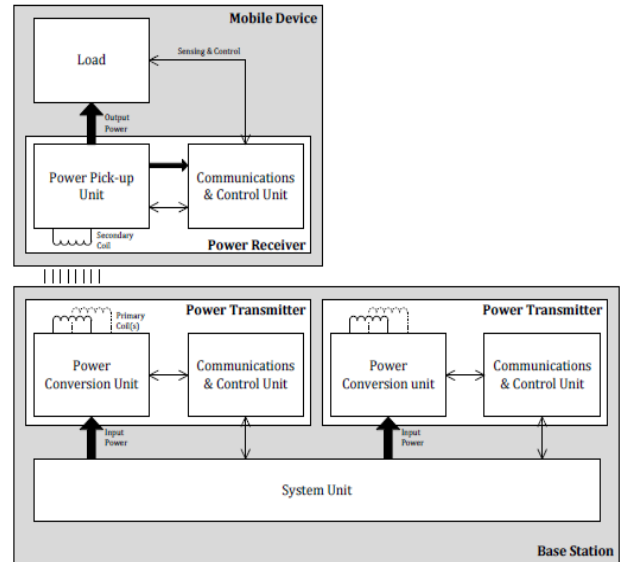 Mobile Device
Load
Sensing & Control
Output
Power
Power Pick-up
Unit
Communications
& Control Unit
Secondary
Coil
Power Receiver
Power Transmitter
Primary
Coil(s)
Power
Conversion Unit
Communications
& Control Unit
Input
Power
Power Transmitter
Power
Conversion unit
Communications
& Control Unit
Input
Power
System Unit
Base Station